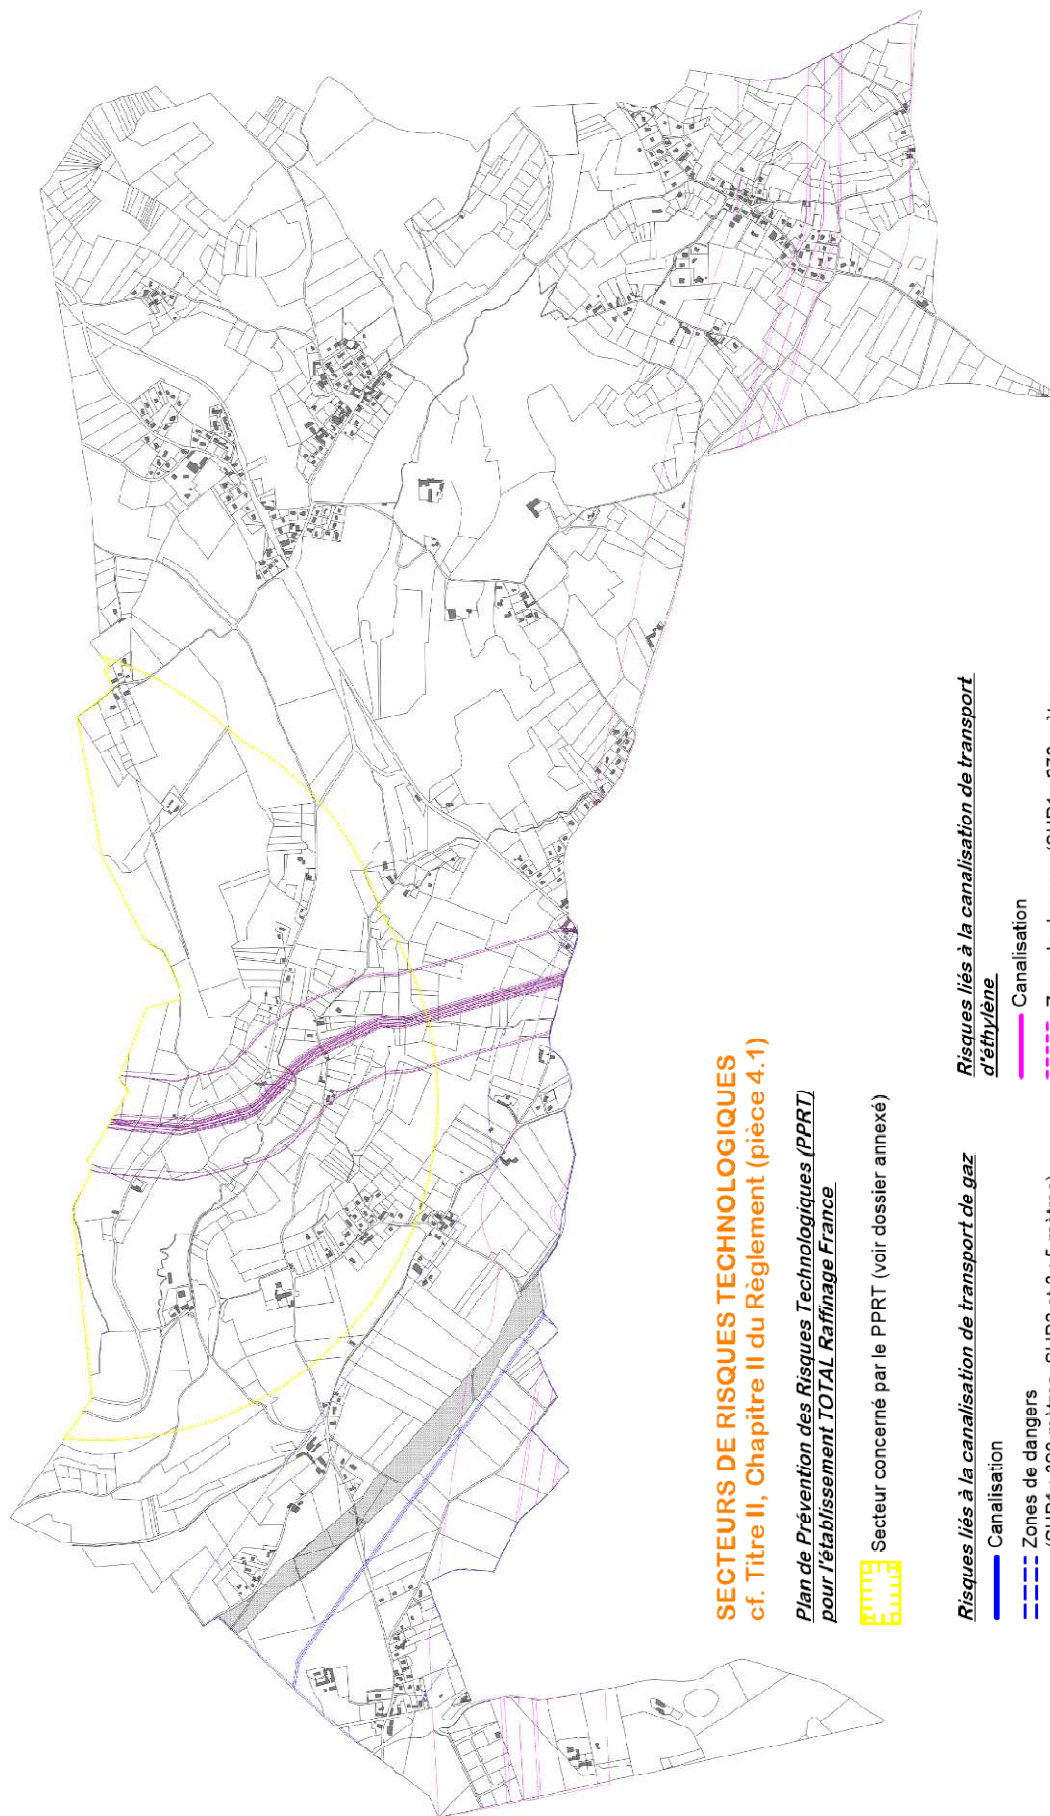 SECTEURS DE RISQUES TECHNOLOGIQUES
cf. Titre II, Chapitre II du Règlement (pièce 4.1)
Plan de Prévention des Risques Technologiques (PPRT)
pour l'établissement TOTAL Raffinage France
Secteur concerné par le PPRT (voir dossier annexé)
Risques liés à la canalisation de transport de gaz
Canalisation
Zones de dangers
Risques liés à la canalisation de transport
d'éthylène
Canalisation